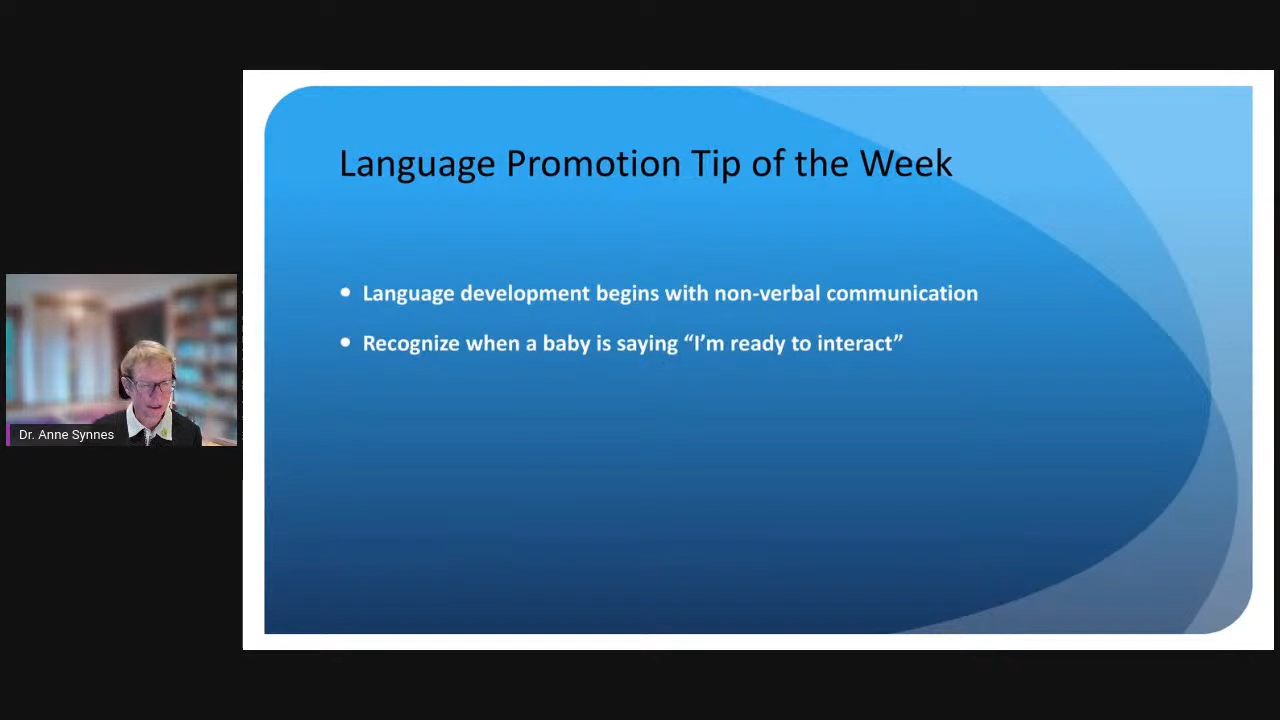 Language Promotion Tip of the Week
• Language development begins with non-verbal communication
• Recognize when a baby is saying “I’m ready to interact”
Dr. Anne Synnes